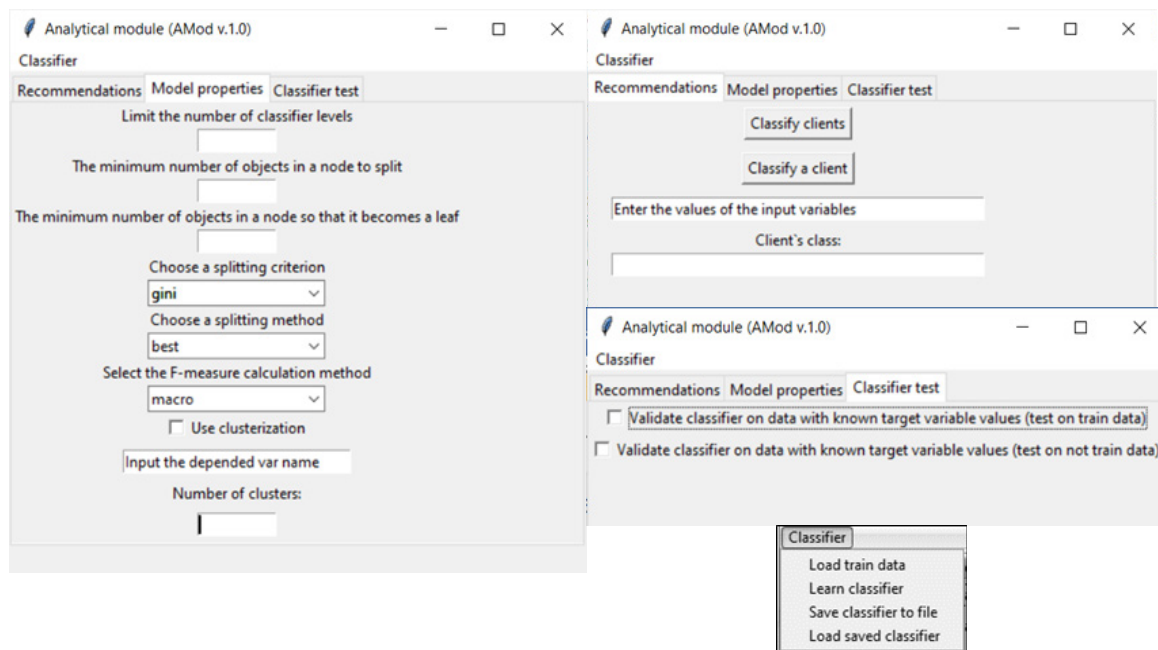 Analytical module (AMod v.1.0)
Classifier
Recommendations Model properties Classifier test
Limit the number of classifier levels
The minimum number of objects in a node to split
The minimum number of objects in a node so that it becomes a leaf
Choose a splitting criterion
gini
Choose a splitting method
best
Select the F-measure calculation method
macro
Use clusterization
Input the depended var name
Number of clusters:
Analytical module (AMod v.1.0)
Classifier
Recommendations Model properties Classifier test
Classify clients
Classify a client
Enter the values of the input variables
Client`s class:
Analytical module (AMod v.1.0)
Classifier
Recommendations Model properties Classifier test
Validate classifier on data with known target variable values (test on train data)
Validate classifier on data with known target variable values (test on not train data)
Classifier
Load train data
Learn classifier
Save classifier to file
Load saved classifier